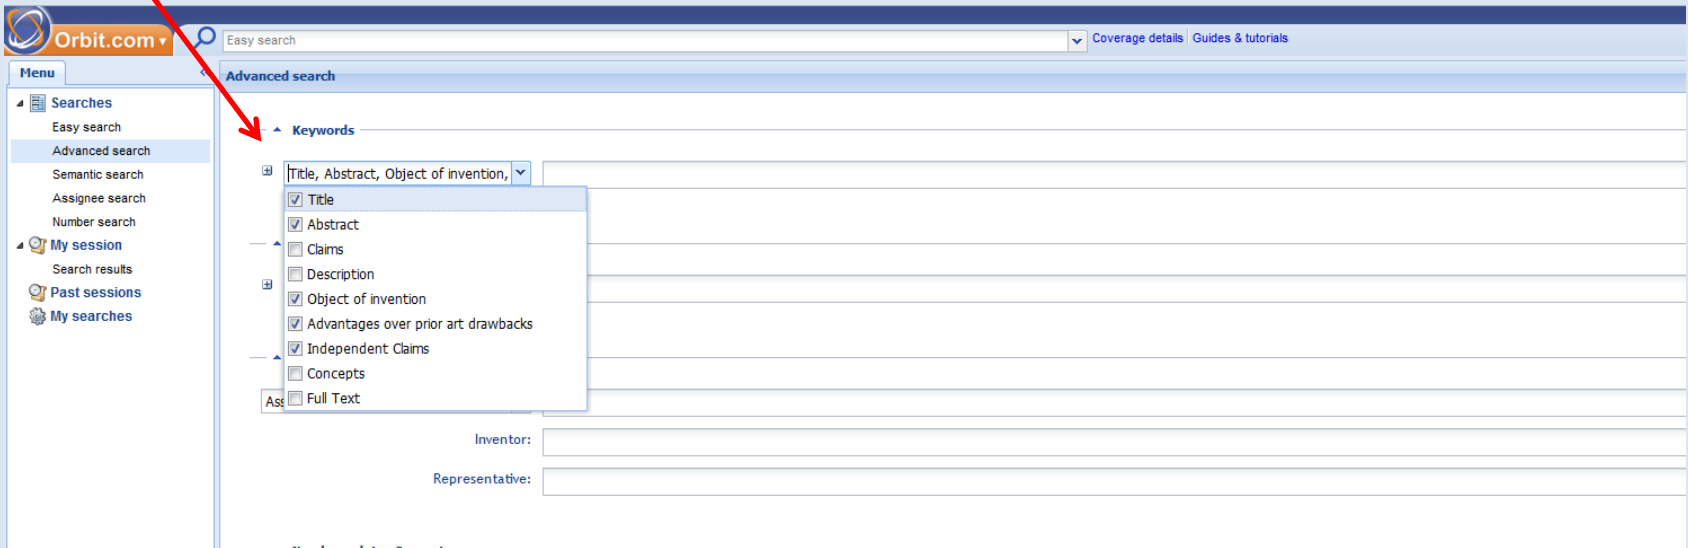 Orbit.com
Easy search
Coverage details
Guides & tutorials
Menu
Advanced search
Searches
Easy search
Advanced search
Semantic search
Assignee search
Number search
My session
Search results
Past sessions
My searches
Keywords
Title, Abstract, Object of invention,
Title
Abstract
Claims
Description
Object of invention
Advantages over prior art drawbacks
Independent Claims
Concepts
Full Text
Ass
Inventor:
Representative: